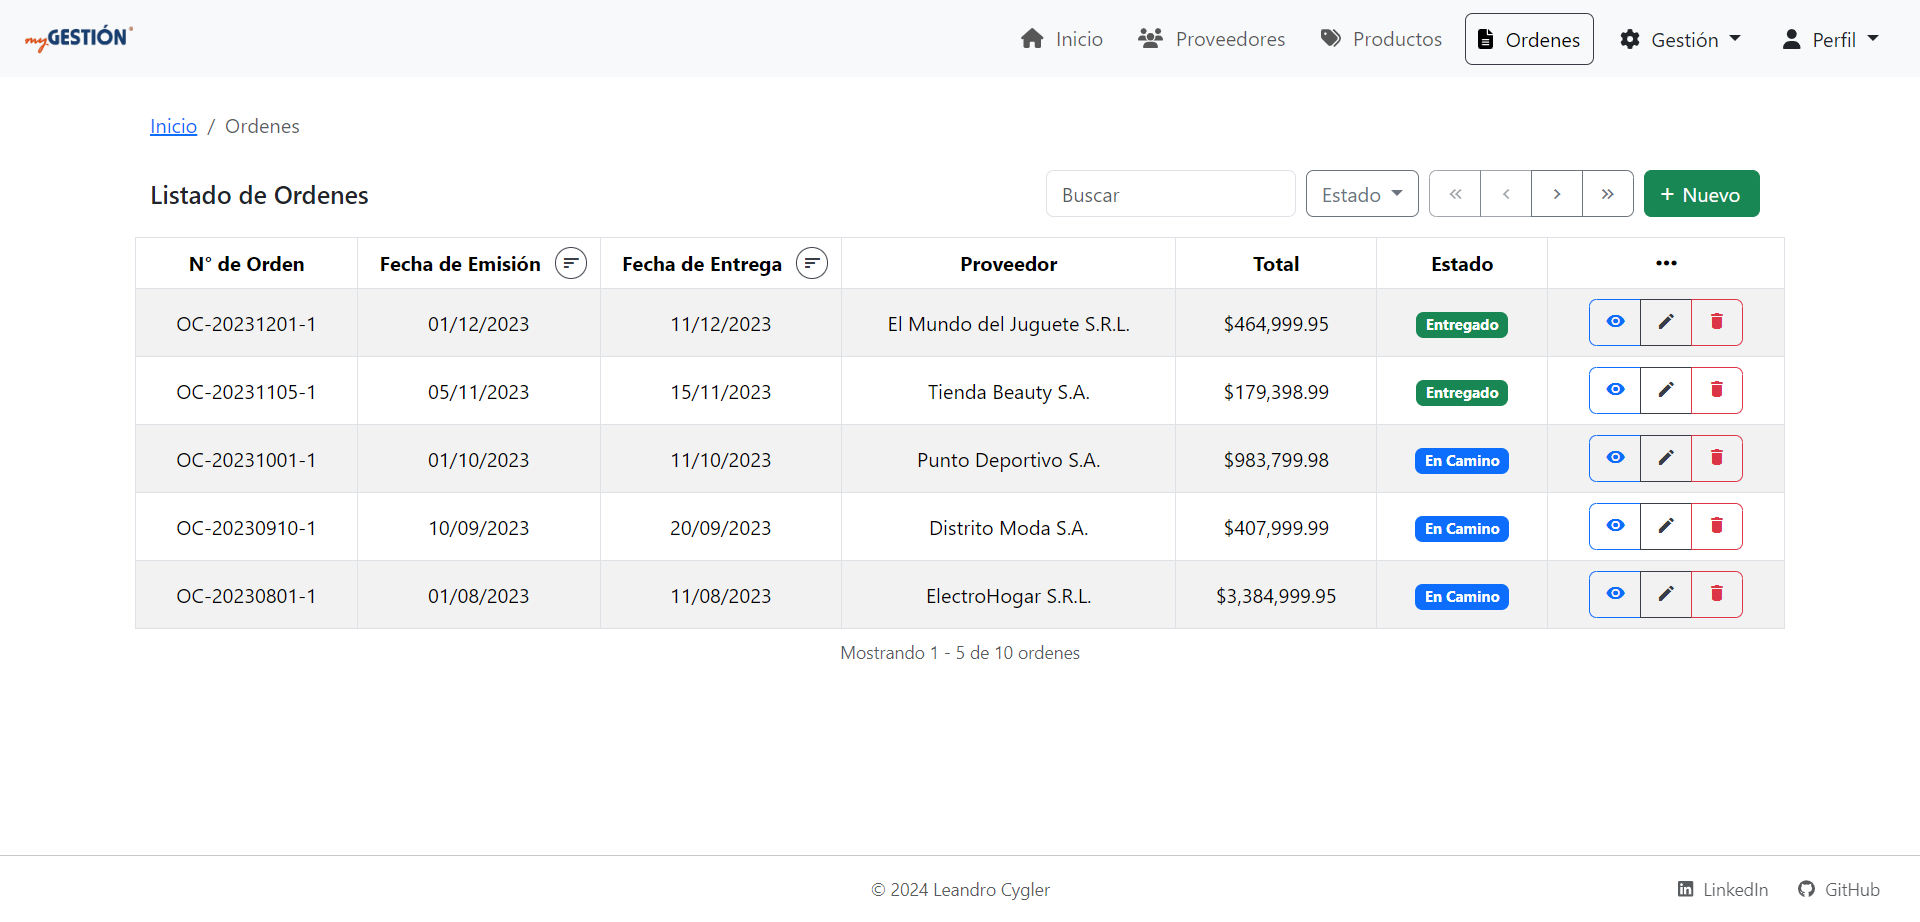 myGESTIÓN
Inicio Proveedores Productos Ordenes Gestión Perfil
Inicio / Ordenes
Listado de Ordenes Buscar Estado « ‹ › » + Nuevo
N° de Orden Fecha de Emisión Fecha de Entrega Proveedor Total Estado •••
OC-20231201-1 01/12/2023 11/12/2023 El Mundo del Juguete S.R.L. $464,999.95 Entregado
OC-20231105-1 05/11/2023 15/11/2023 Tienda Beauty S.A. $179,398.99 Entregado
OC-20231001-1 01/10/2023 11/10/2023 Punto Deportivo S.A. $983,799.98 En Camino
OC-20230910-1 10/09/2023 20/09/2023 Distrito Moda S.A. $407,999.99 En Camino
OC-20230801-1 01/08/2023 11/08/2023 ElectroHogar S.R.L. $3,384,999.95 En Camino
Mostrando 1 - 5 de 10 ordenes
© 2024 Leandro Cygler LinkedIn GitHub